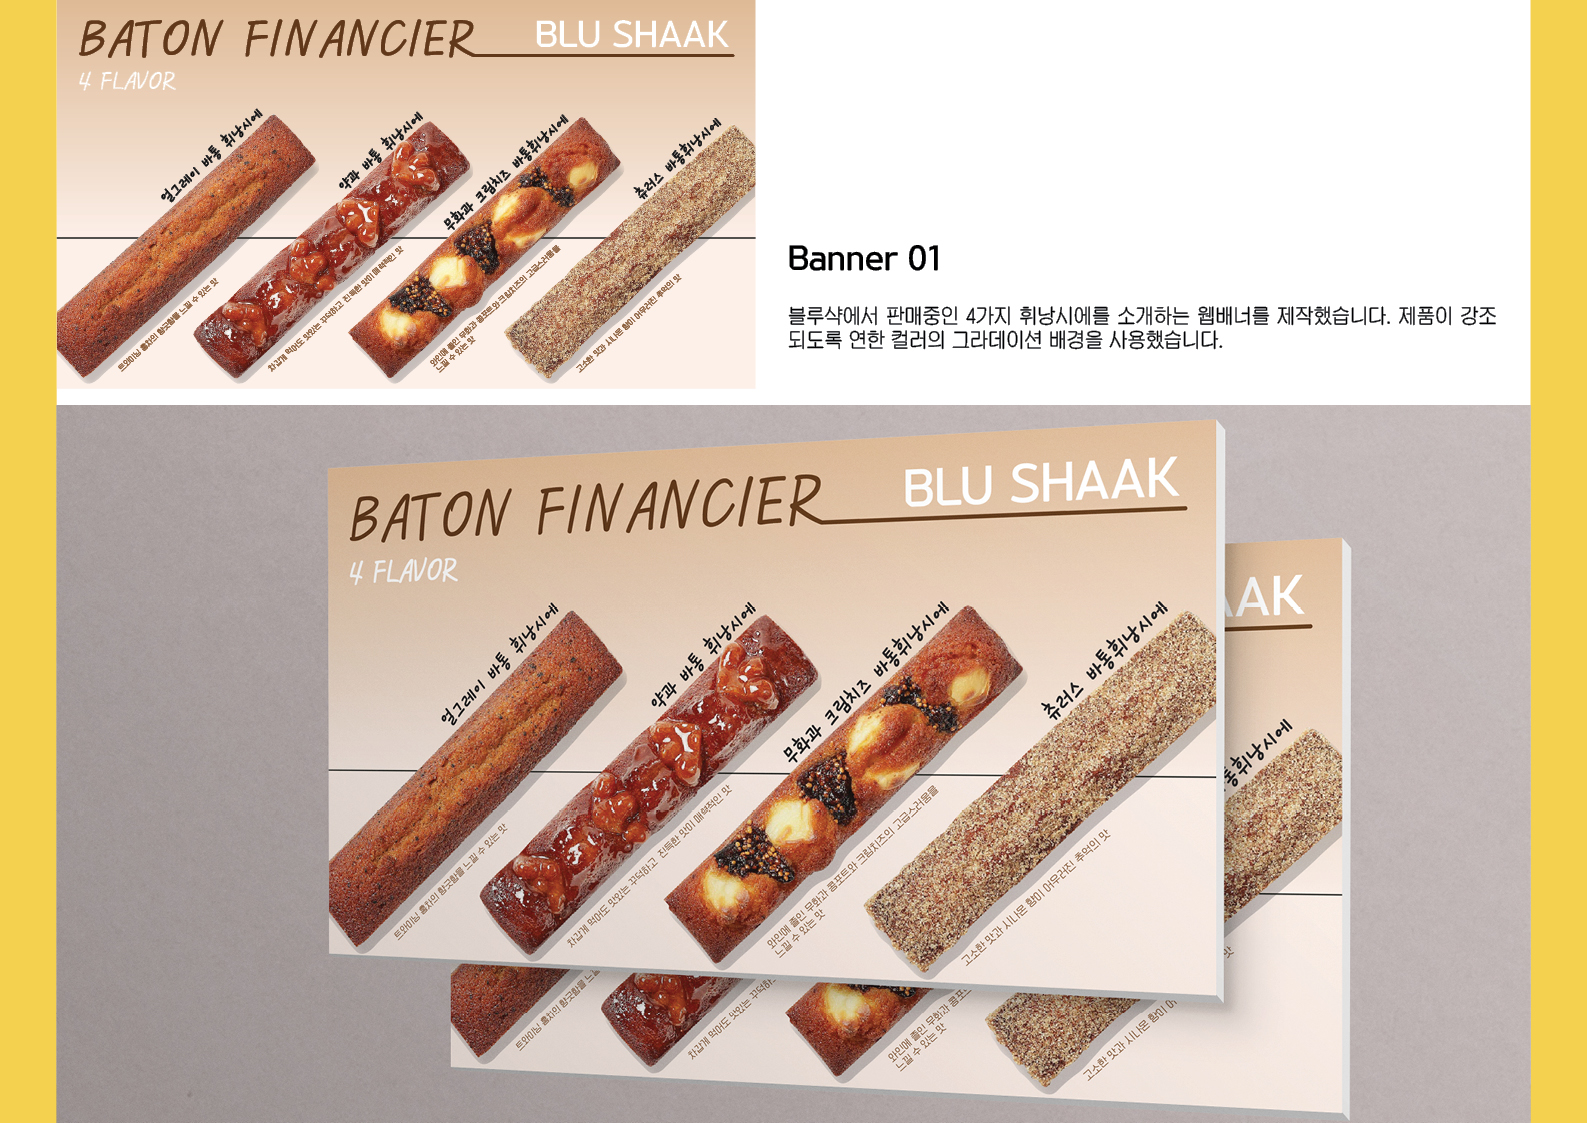 BATON FINANCIER
BLU SHAAK
4 FLAVOR
얼그레이 바통 휘낭시에
약과 바통 휘낭시에
무화과 크림치즈 바통휘낭시에
츄러스 바통휘낭시에
트와이닝 홍차의 향긋함을 느낄 수 있는 맛
차갑게 먹어도 맛있는 꾸덕하고 진득한 맛이 매력적인 맛
와인에 졸인 무화과 콩포트와 크림치즈의 고급스러움을
느낄 수 있는 맛
고소한 맛과 시나몬 향이 어우러진 추억의 맛
Banner 01
블루샥에서 판매중인 4가지 휘낭시에를 소개하는 웹배너를 제작했습니다. 제품이 강조
되도록 연한 컬러의 그라데이션 배경을 사용했습니다.
BATON FINANCIER
BLU SHAAK
4 FLAVOR
얼그레이 바통 휘낭시에
약과 바통 휘낭시에
무화과 크림치즈 바통휘낭시에
츄러스 바통휘낭시에
트와이닝 홍차의 향긋함을 느낄 수 있는 맛
차갑게 먹어도 맛있는 꾸덕하고 진득한 맛이 매력적인 맛
와인에 졸인 무화과 콩포트와 크림치즈의 고급스러움을
느낄 수 있는 맛
고소한 맛과 시나몬 향이 어우러진 추억의 맛
AAK
통휘낭시에
트와이닝 홍차의 향긋함을 느낄
차갑게 먹어도 맛있는 꾸덕
와인에 졸인 무화과 콩포
느낄 수 있는 맛
고소한 맛과 시나몬 향이 어
맛